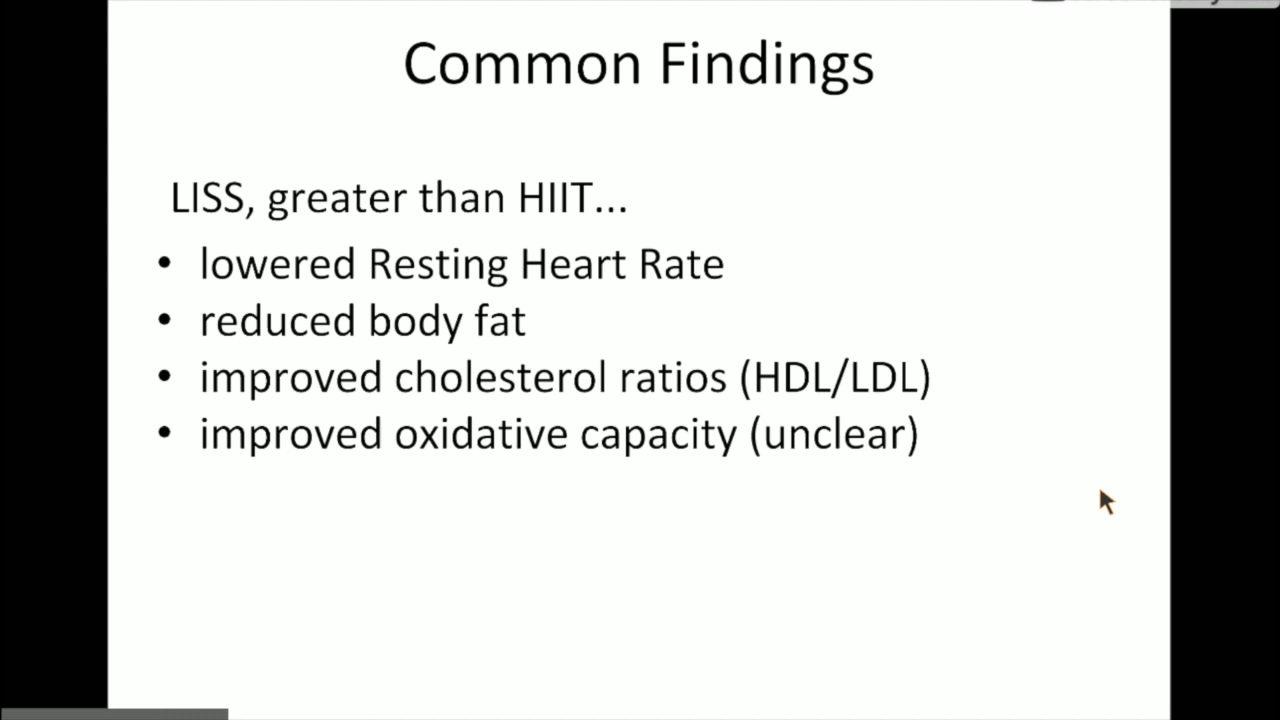 Common Findings
LISS, greater than HIIT...
• lowered Resting Heart Rate
• reduced body fat
• improved cholesterol ratios (HDL/LDL)
• improved oxidative capacity (unclear)